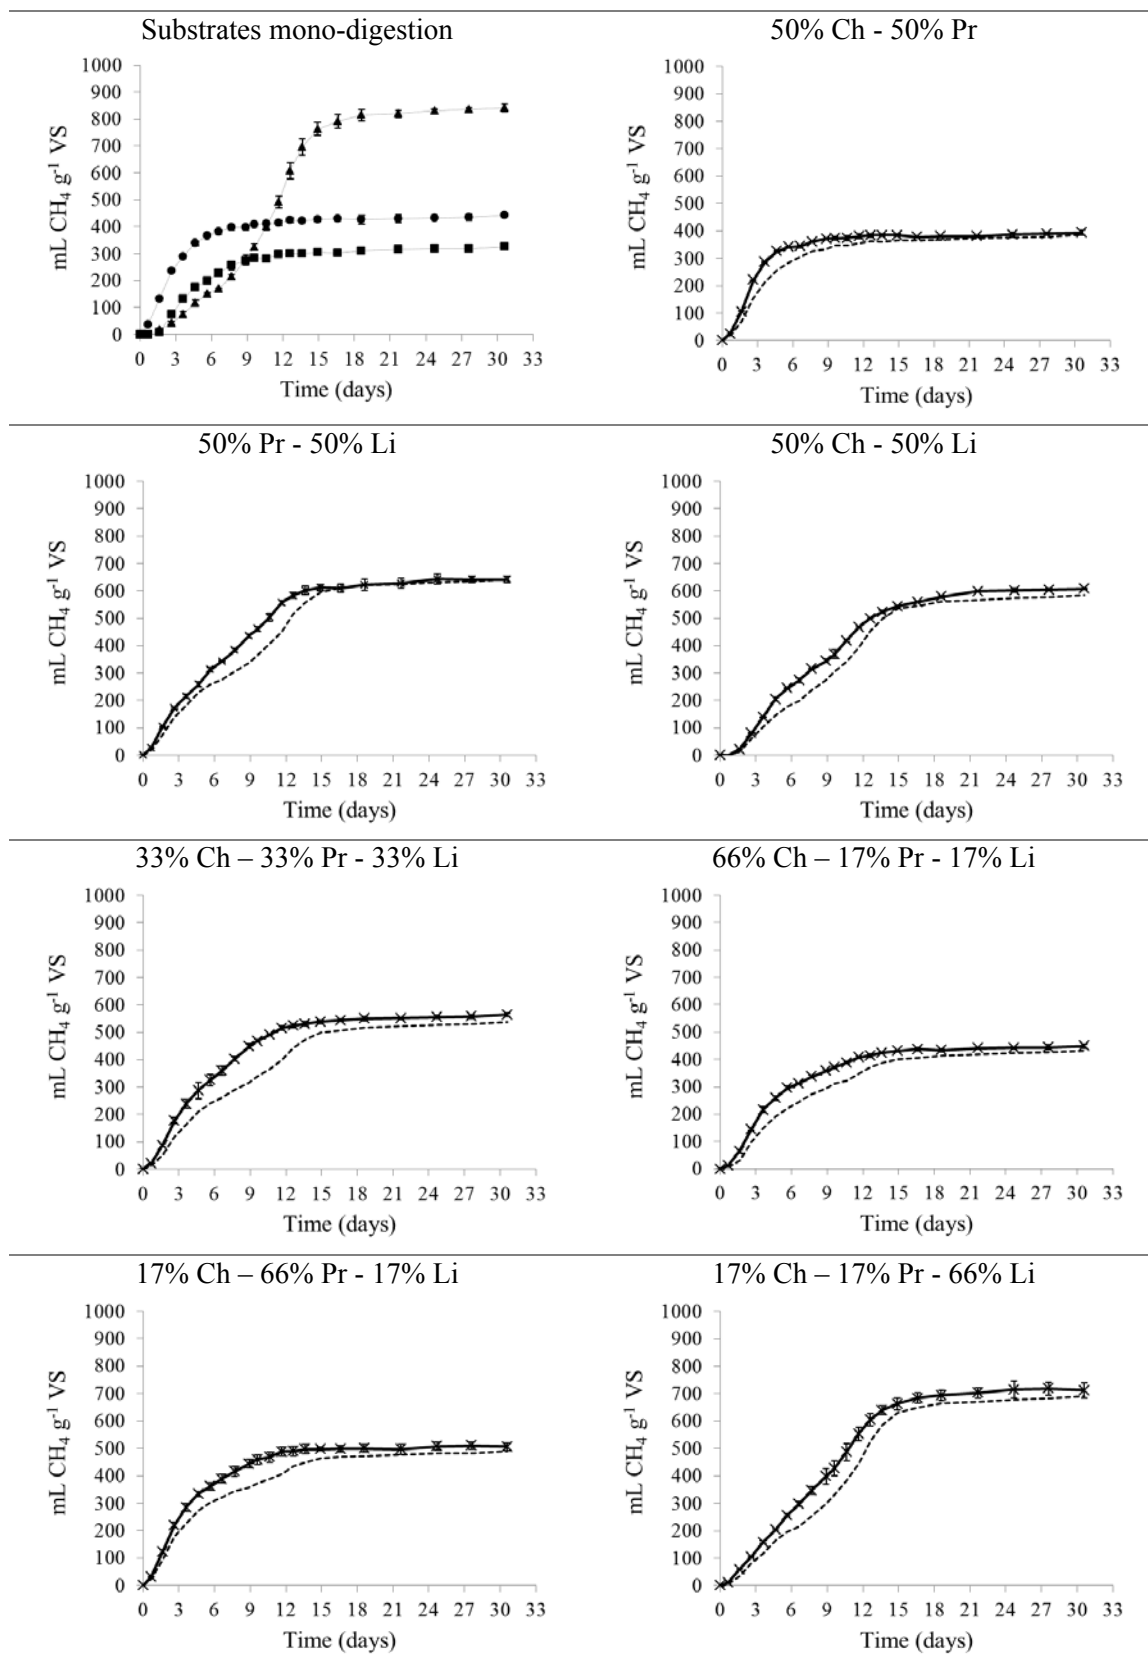 Substrates mono-digestion
50% Ch - 50% Pr
1000
900
800
700
600
500
400
300
200
100
0
mL CH4 g-1 VS
0 3 6 9 12 15 18 21 24 27 30 33
Time (days)
1000
900
800
700
600
500
400
300
200
100
0
mL CH4 g-1 VS
0 3 6 9 12 15 18 21 24 27 30 33
Time (days)
50% Pr - 50% Li
50% Ch - 50% Li
1000
900
800
700
600
500
400
300
200
100
0
mL CH4 g-1 VS
0 3 6 9 12 15 18 21 24 27 30 33
Time (days)
1000
900
800
700
600
500
400
300
200
100
0
mL CH4 g-1 VS
0 3 6 9 12 15 18 21 24 27 30 33
Time (days)
33% Ch – 33% Pr - 33% Li
66% Ch – 17% Pr - 17% Li
1000
900
800
700
600
500
400
300
200
100
0
mL CH4 g-1 VS
0 3 6 9 12 15 18 21 24 27 30 33
Time (days)
1000
900
800
700
600
500
400
300
200
100
0
mL CH4 g-1 VS
0 3 6 9 12 15 18 21 24 27 30 33
Time (days)
17% Ch – 66% Pr - 17% Li
17% Ch – 17% Pr - 66% Li
1000
900
800
700
600
500
400
300
200
100
0
mL CH4 g-1 VS
0 3 6 9 12 15 18 21 24 27 30 33
Time (days)
1000
900
800
700
600
500
400
300
200
100
0
mL CH4 g-1 VS
0 3 6 9 12 15 18 21 24 27 30 33
Time (days)